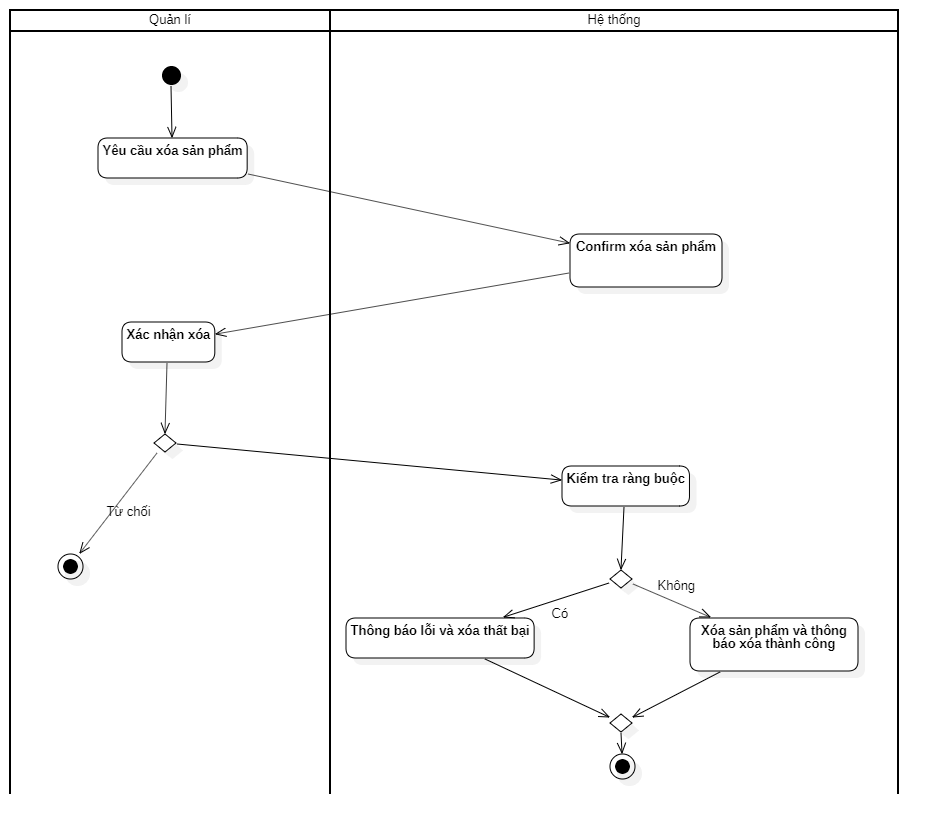 Quản lí
Hệ thống
Yêu cầu xóa sản phẩm
Confirm xóa sản phẩm
Xác nhận xóa
Kiểm tra ràng buộc
Từ chối
Không
Có
Thông báo lỗi và xóa thất bại
Xóa sản phẩm và thông
báo xóa thành công